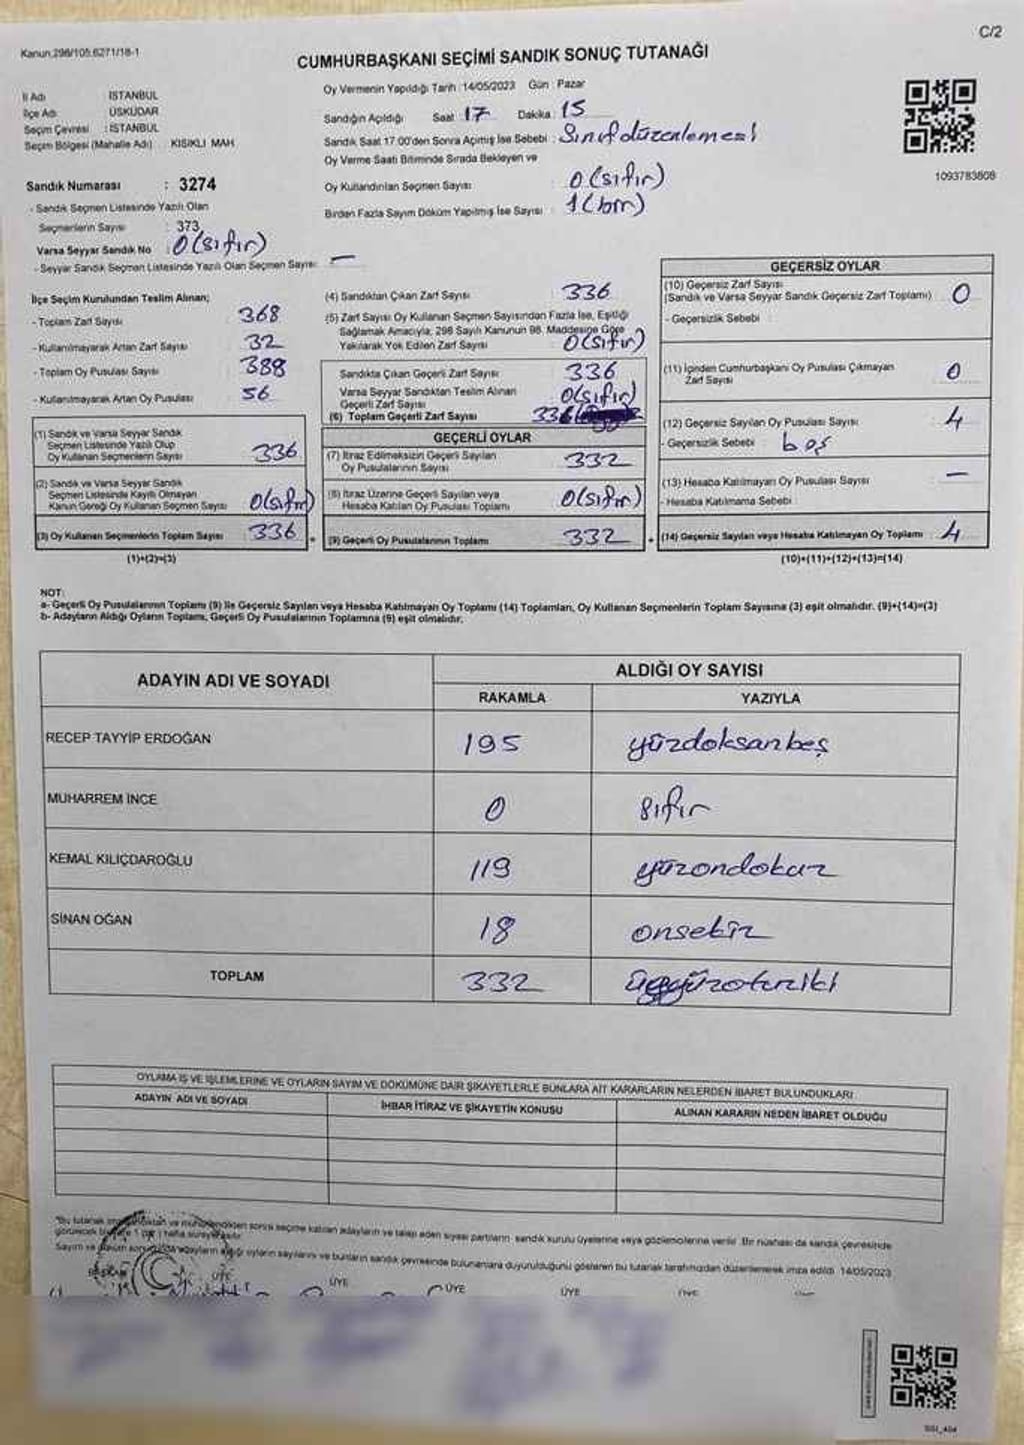 C/2
Kanun:298/105.6271/18-1
CUMHURBAŞKANI SEÇİMİ SANDIK SONUÇ TUTANAĞI
İl Adı : İSTANBUL
İlçe Adı : ÜSKÜDAR
Seçim Çevresi : İSTANBUL
Seçim Bölgesi (Mahalle Adı) : KISIKLI MAH
Oy Vermenin Yapıldığı Tarih :14/05/2023 Gün : Pazar
Sandığın Açıldığı Saat : 17 Dakika : 15
Sandık Saat 17.00'den Sonra Açılmış İse Sebebi : Sınıf düzenlemesi
Oy Verme Saati Bitiminde Sırada Bekleyen ve
Oy Kullandırılan Seçmen Sayısı : 0 (sıfır)
Birden Fazla Sayım Döküm Yapılmış İse Sayısı : 1 (bir)
1093783808
Sandık Numarası : 3274
- Sandık Seçmen Listesinde Yazılı Olan
Seçmenlerin Sayısı : 373
Varsa Seyyar Sandık No : 0 (sıfır)
- Seyyar Sandık Seçmen Listesinde Yazılı Olan Seçmen Sayısı: —
İlçe Seçim Kurulundan Teslim Alınan;
- Toplam Zarf Sayısı : 368
- Kullanılmayarak Artan Zarf Sayısı : 32
- Toplam Oy Pusulası Sayısı : 388
- Kullanılmayarak Artan Oy Pusulası : 56
(1) Sandık ve Varsa Seyyar Sandık
Seçmen Listesinde Yazılı Olup
Oy Kullanan Seçmenlerin Sayısı : 336
(2) Sandık ve Varsa Seyyar Sandık
Seçmen Listesinde Kayıtlı Olmayan
Kanun Gereği Oy Kullanan Seçmen Sayısı : 0(sıfır)
(3) Oy Kullanan Seçmenlerin Toplam Sayısı : 336
(1)+(2)=(3)
(4) Sandıktan Çıkan Zarf Sayısı : 336
(5) Zarf Sayısı Oy Kullanan Seçmen Sayısından Fazla İse, Eşitliği
Sağlamak Amacıyla; 298 Sayılı Kanunun 98. Maddesine Göre
Yakılarak Yok Edilen Zarf Sayısı : 0(sıfır)
Sandıkta Çıkan Geçerli Zarf Sayısı : 336
Varsa Seyyar Sandıktan Teslim Alınan
Geçerli Zarf Sayısı : 0(sıfır)
(6) Toplam Geçerli Zarf Sayısı : 336
GEÇERLİ OYLAR
(7) İtiraz Edilmeksizin Geçerli Sayılan
Oy Pusulalarının Sayısı : 332
(8) İtiraz Üzerine Geçerli Sayılan veya
Hesaba Katılan Oy Pusulası Toplamı : 0(sıfır)
(9) Geçerli Oy Pusulalarının Toplamı : 332
GEÇERSİZ OYLAR
(10) Geçersiz Zarf Sayısı
(Sandık ve Varsa Seyyar Sandık Geçersiz Zarf Toplamı) : 0
- Geçersizlik Sebebi :
(11) İçinden Cumhurbaşkanı Oy Pusulası Çıkmayan
Zarf Sayısı : 0
(12) Geçersiz Sayılan Oy Pusulası Sayısı : 4
- Geçersizlik Sebebi : boş
(13) Hesaba Katılmayan Oy Pusulası Sayısı : —
- Hesaba Katılmama Sebebi :
(14) Geçersiz Sayılan veya Hesaba Katılmayan Oy Toplamı : 4
(10)+(11)+(12)+(13)=(14)
NOT:
a- Geçerli Oy Pusulalarının Toplamı (9) ile Geçersiz Sayılan veya Hesaba Katılmayan Oy Toplamı (14) Toplamları, Oy Kullanan Seçmenlerin Toplam Sayısına (3) eşit olmalıdır. (9)+(14)=(3)
b- Adayların Aldığı Oyların Toplamı, Geçerli Oy Pusulalarının Toplamına (9) eşit olmalıdır.
ADAYIN ADI VE SOYADI
ALDIĞI OY SAYISI
RAKAMLA YAZIYLA
RECEP TAYYİP ERDOĞAN 195 yüzdoksanbeş
MUHARREM İNCE 0 sıfır
KEMAL KILIÇDAROĞLU 119 yüzondokuz
SİNAN OĞAN 18 onsekiz
TOPLAM 332 üçyüzotuziki
OYLAMA İŞ VE İŞLEMLERİNE VE OYLARIN SAYIM VE DÖKÜMÜNE DAİR ŞİKAYETLERLE BUNLARA AİT KARARLARIN NELERDEN İBARET BULUNDUKLARI
ADAYIN ADI VE SOYADI İHBAR İTİRAZ VE ŞİKAYETİN KONUSU ALINAN KARARIN NEDEN İBARET OLDUĞU
"Bu tutanak ve mühürlendikten sonra seçime katılan adayların ve talep eden siyasi partilerin sandık kurulu üyelerine veya gözlemcilerine verilir. Bir nüshası da sandık çevresinde
hafta süreyle asılır.
Sayım ve döküm adayların aldığı oyların sayılarını ve bunların sandık çevresinde bulunanlara duyurulduğunu gösteren bu tutanak tarafımızdan düzenlenerek imza edildi. 14/05/2023
ÜYE ÜYE ÜYE ÜYE